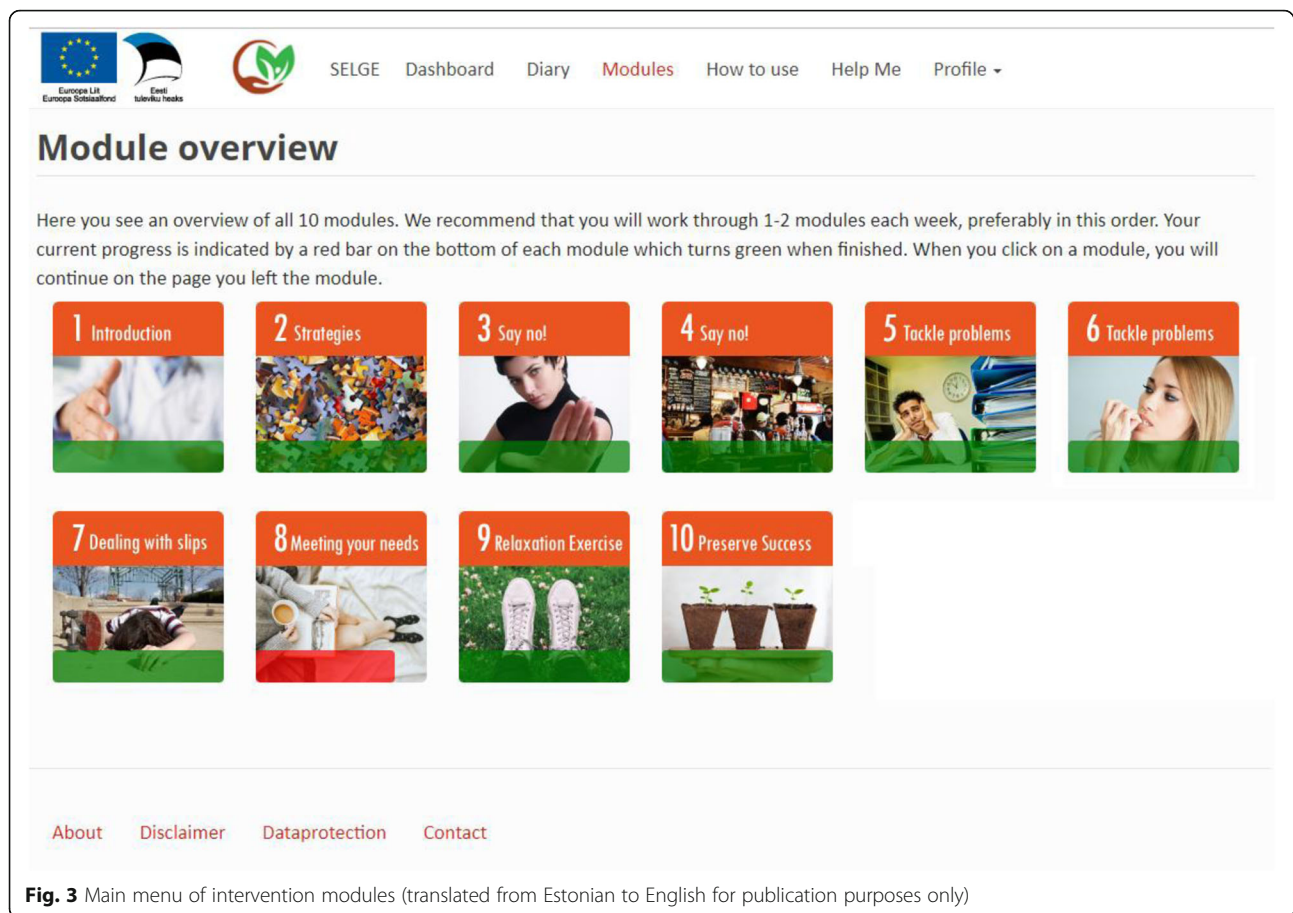 Euroopa Liit
Euroopa Sotsiaalfond
Eesti
tuleviku heaks
SELGE Dashboard Diary Modules How to use Help Me Profile
Module overview
Here you see an overview of all 10 modules. We recommend that you will work through 1-2 modules each week, preferably in this order. Your
current progress is indicated by a red bar on the bottom of each module which turns green when finished. When you click on a module, you will
continue on the page you left the module.
1 Introduction
2 Strategies
3 Say no!
4 Say no!
5 Tackle problems
6 Tackle problems
7 Dealing with slips
8 Meeting your needs
9 Relaxation Exercise
10 Preserve Success
About Disclaimer Dataprotection Contact
Fig. 3 Main menu of intervention modules (translated from Estonian to English for publication purposes only)